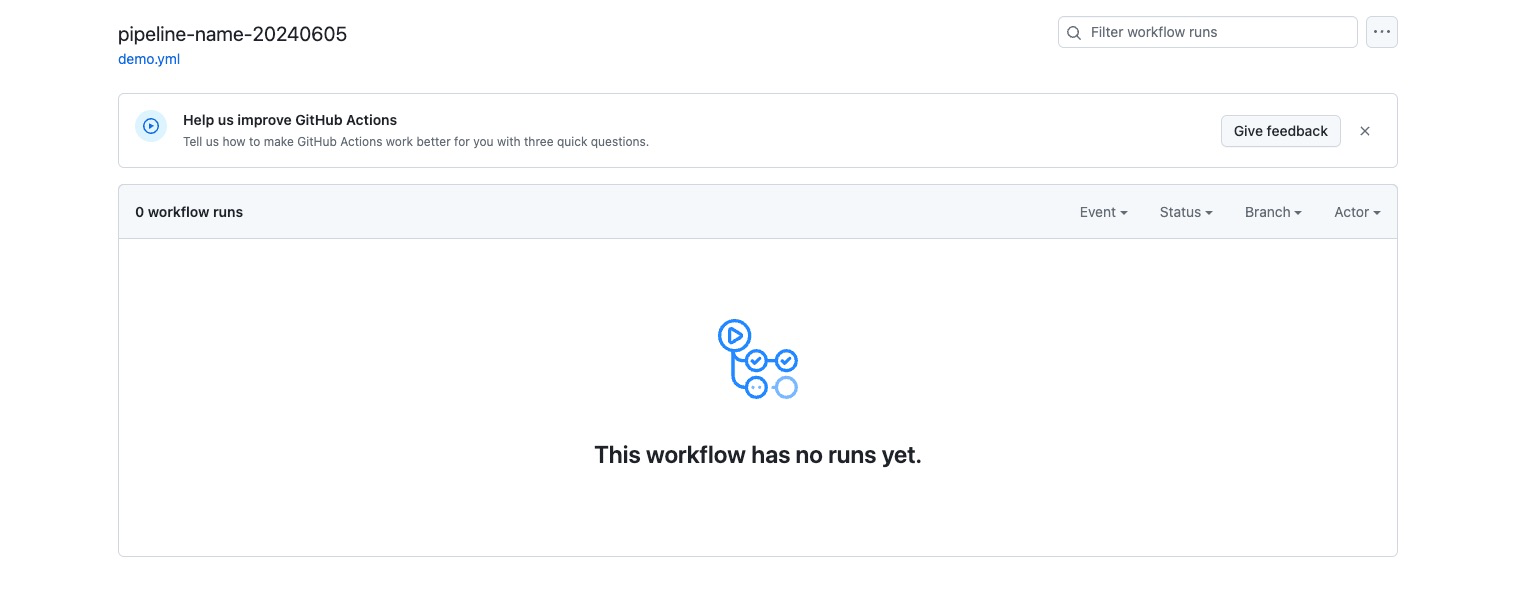 pipeline-name-20240605
Filter workflow runs
demo.yml
Help us improve GitHub Actions
Tell us how to make GitHub Actions work better for you with three quick questions.
Give feedback
0 workflow runs
Event
Status
Branch
Actor
This workflow has no runs yet.